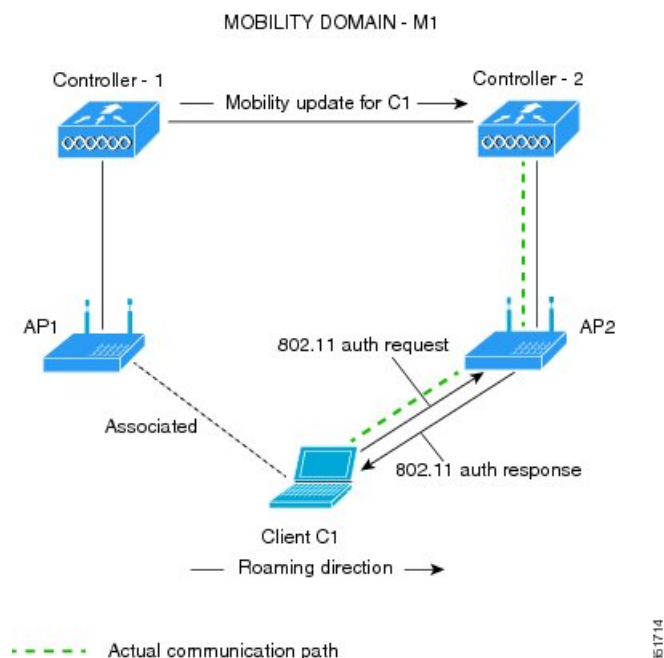 MOBILITY DOMAIN - M1
Controller - 1
Controller - 2
Mobility update for C1
AP1
AP2
802.11 auth request
Associated
802.11 auth response
Client C1
Roaming direction
Actual communication path